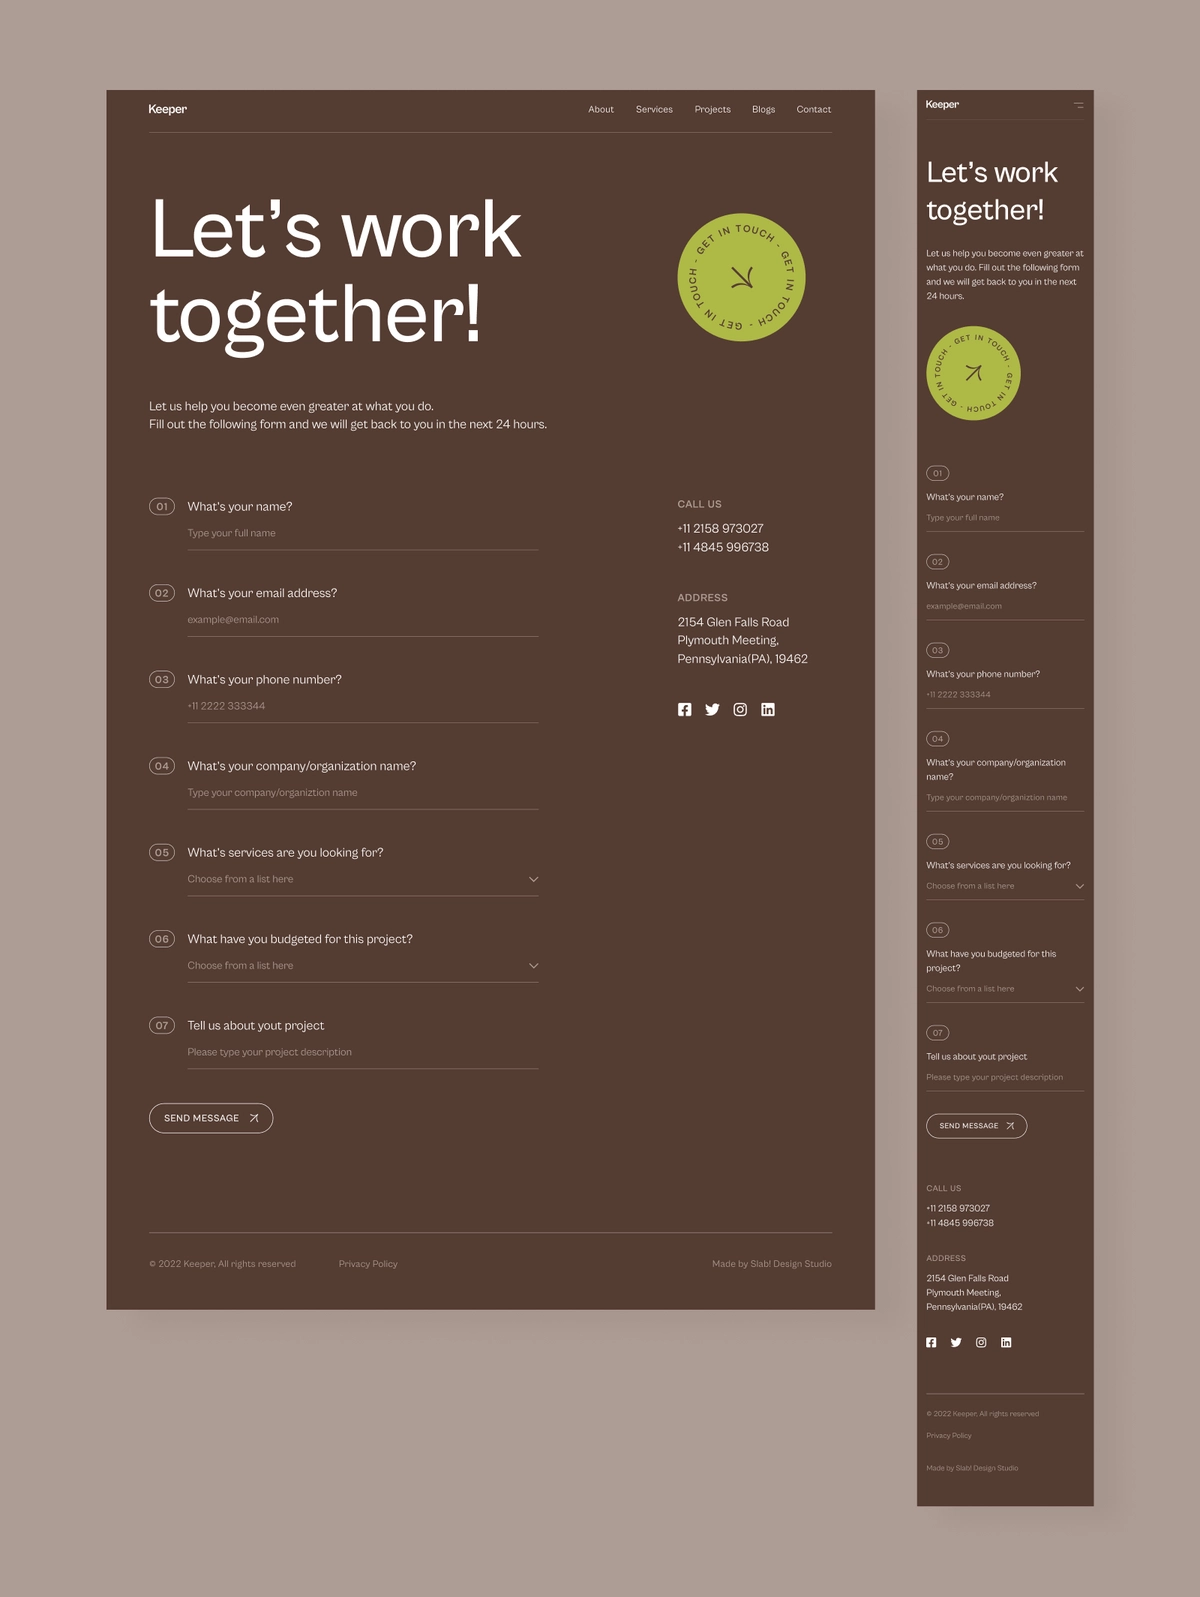 Keeper
About Services Projects Blogs Contact
Let's work
together!
GET IN TOUCH - GET IN TOUCH - GET IN TOUCH -
Let us help you become even greater at what you do.
Fill out the following form and we will get back to you in the next 24 hours.
01 What's your name?
Type your full name
02 What's your email address?
example@email.com
03 What's your phone number?
+11 2222 333344
04 What's your company/organization name?
Type your company/organiztion name
05 What's services are you looking for?
Choose from a list here
06 What have you budgeted for this project?
Choose from a list here
07 Tell us about yout project
Please type your project description
SEND MESSAGE
CALL US
+11 2158 973027
+11 4845 996738
ADDRESS
2154 Glen Falls Road
Plymouth Meeting,
Pennsylvania(PA), 19462
© 2022 Keeper, All rights reserved Privacy Policy Made by Slab! Design Studio
Keeper
Let's work
together!
Let us help you become even greater at
what you do. Fill out the following form
and we will get back to you in the next
24 hours.
GET IN TOUCH - GET IN TOUCH - GET IN TOUCH -
01
What's your name?
Type your full name
02
What's your email address?
example@email.com
03
What's your phone number?
+11 2222 333344
04
What's your company/organization
name?
Type your company/organiztion name
05
What's services are you looking for?
Choose from a list here
06
What have you budgeted for this
project?
Choose from a list here
07
Tell us about yout project
Please type your project description
SEND MESSAGE
CALL US
+11 2158 973027
+11 4845 996738
ADDRESS
2154 Glen Falls Road
Plymouth Meeting,
Pennsylvania(PA), 19462
© 2022 Keeper, All rights reserved
Privacy Policy
Made by Slab! Design Studio